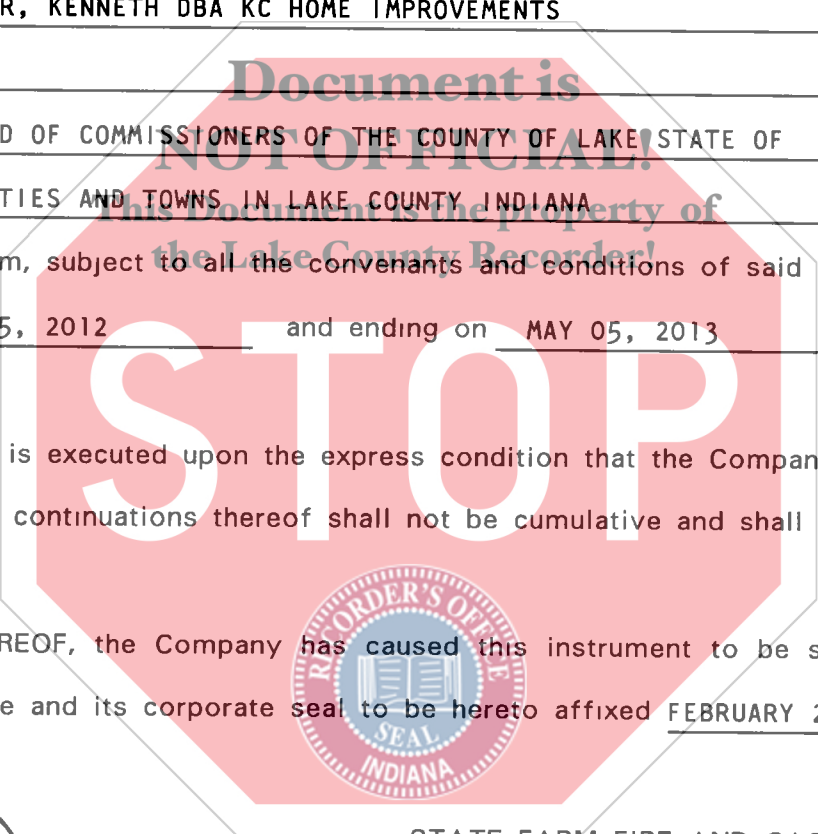 R, KENNETH DBA KC HOME IMPROVEMENTS
Document is
D OF COMMISSIONERS OF THE COUNTY OF LAKE STATE OF
NOT OFFICIAL!
TIES AND TOWNS IN LAKE COUNTY INDIANA
This Document is the property of
the Lake County Recorder!
m, subject to all the convenants and conditions of said
5, 2012 and ending on MAY 05, 2013
STOP
is executed upon the express condition that the Compan
continuations thereof shall not be cumulative and shall
RECORDER'S OFFICE
REOF, the Company has caused this instrument to be s
e and its corporate seal to be hereto affixed FEBRUARY 2
SEAL
INDIANA
STATE FARM FIRE AND CAS